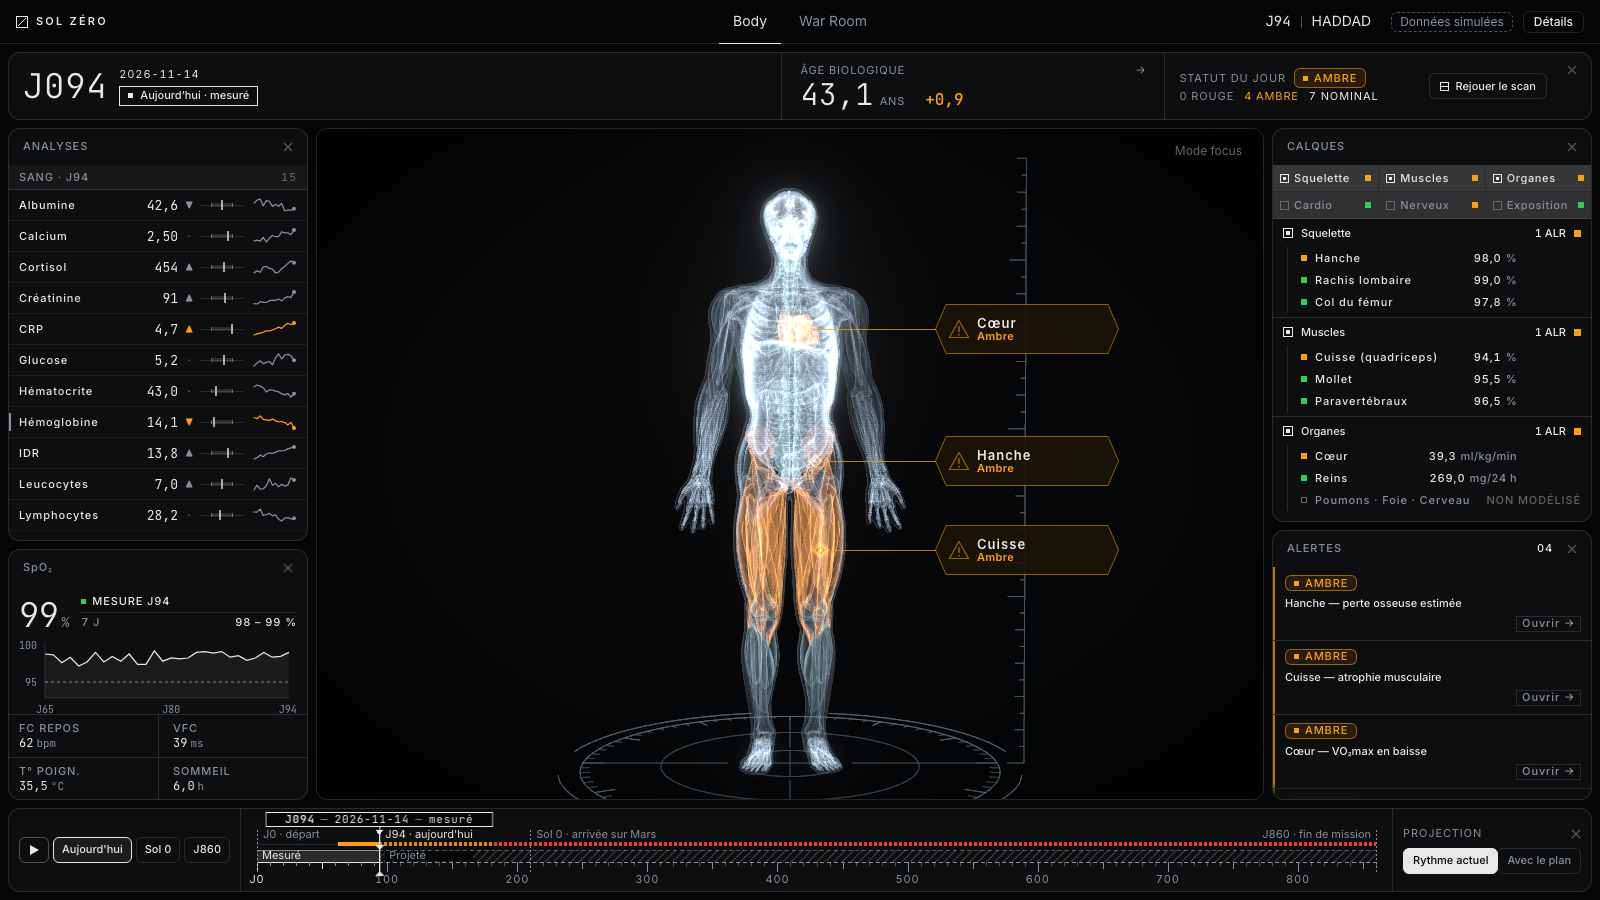 SOL ZÉRO
Body
War Room
J94 | HADDAD
Données simulées
Détails
J094
2026-11-14
Aujourd'hui · mesuré
ÂGE BIOLOGIQUE →
43,1 ANS +0,9
STATUT DU JOUR AMBRE
0 ROUGE 4 AMBRE 7 NOMINAL
Rejouer le scan
ANALYSES
SANG · J94 15
Albumine 42,6 ▼
Calcium 2,50 ·
Cortisol 454 ▲
Créatinine 91 ▲
CRP 4,7 ▲
Glucose 5,2 ·
Hématocrite 43,0 ·
Hémoglobine 14,1 ▼
IDR 13,8 ▲
Leucocytes 7,0 ▲
Lymphocytes 28,2 ·
SpO₂
99 %
MESURE J94
7 J 98 – 99 %
100
95
J65 J80 J94
FC REPOS
62 bpm
VFC
39 ms
T° POIGN.
35,5 °C
SOMMEIL
6,0 h
Mode focus
Cœur
Ambre
Hanche
Ambre
Cuisse
Ambre
CALQUES
Squelette Muscles Organes
Cardio Nerveux Exposition
Squelette 1 ALR
Hanche 98,0 %
Rachis lombaire 99,0 %
Col du fémur 97,8 %
Muscles 1 ALR
Cuisse (quadriceps) 94,1 %
Mollet 95,5 %
Paravertébraux 96,5 %
Organes 1 ALR
Cœur 39,3 ml/kg/min
Reins 269,0 mg/24 h
Poumons · Foie · Cerveau NON MODÉLISÉ
ALERTES 04
AMBRE
Hanche — perte osseuse estimée
Ouvrir →
AMBRE
Cuisse — atrophie musculaire
Ouvrir →
AMBRE
Cœur — VO₂max en baisse
Ouvrir →
Aujourd'hui
Sol 0
J860
J094 — 2026-11-14 — mesuré
J0 · départ
J94 · aujourd'hui
Sol 0 · arrivée sur Mars
J860 · fin de mission
Mesuré
Projeté
J0 100 200 300 400 500 600 700 800
PROJECTION
Rythme actuel
Avec le plan